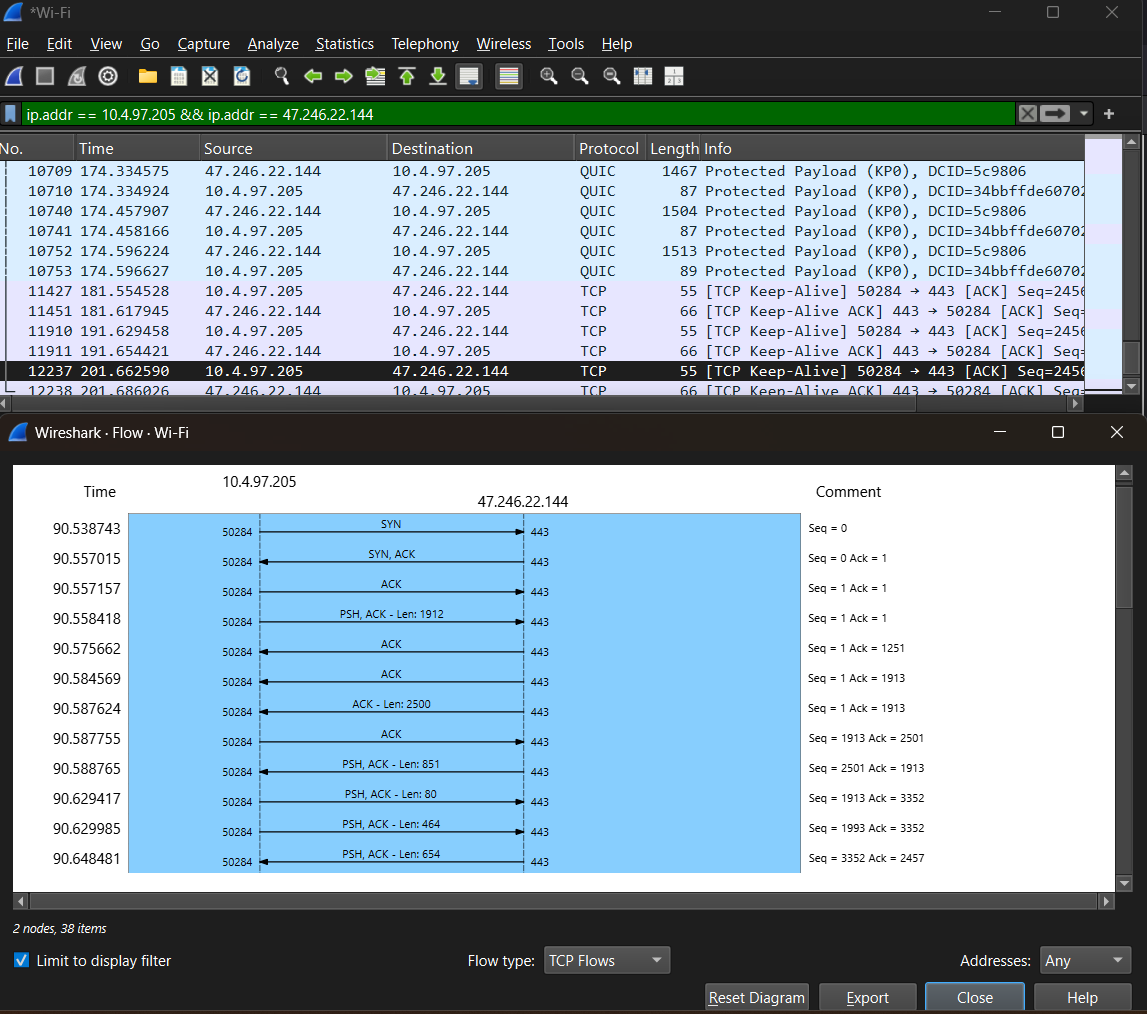 *Wi-Fi
File Edit View Go Capture Analyze Statistics Telephony Wireless Tools Help
ip.addr == 10.4.97.205 && ip.addr == 47.246.22.144
No. Time Source Destination Protocol Length Info
10709 174.334575 47.246.22.144 10.4.97.205 QUIC 1467 Protected Payload (KP0), DCID=5c9806
10710 174.334924 10.4.97.205 47.246.22.144 QUIC 87 Protected Payload (KP0), DCID=34bbffde60702
10740 174.457907 47.246.22.144 10.4.97.205 QUIC 1504 Protected Payload (KP0), DCID=5c9806
10741 174.458166 10.4.97.205 47.246.22.144 QUIC 87 Protected Payload (KP0), DCID=34bbffde60702
10752 174.596224 47.246.22.144 10.4.97.205 QUIC 1513 Protected Payload (KP0), DCID=5c9806
10753 174.596627 10.4.97.205 47.246.22.144 QUIC 89 Protected Payload (KP0), DCID=34bbffde60702
11427 181.554528 10.4.97.205 47.246.22.144 TCP 55 [TCP Keep-Alive] 50284 → 443 [ACK] Seq=2456
11451 181.617945 47.246.22.144 10.4.97.205 TCP 66 [TCP Keep-Alive ACK] 443 → 50284 [ACK] Seq=
11910 191.629458 10.4.97.205 47.246.22.144 TCP 55 [TCP Keep-Alive] 50284 → 443 [ACK] Seq=2456
11911 191.654421 47.246.22.144 10.4.97.205 TCP 66 [TCP Keep-Alive ACK] 443 → 50284 [ACK] Seq=
12237 201.662590 10.4.97.205 47.246.22.144 TCP 55 [TCP Keep-Alive] 50284 → 443 [ACK] Seq=2456
12238 201.686026 47.246.22.144 10.4.97.205 TCP 66 [TCP Keep-Alive ACK] 443 → 50284 [ACK] Seq=
Wireshark · Flow · Wi-Fi
Time 10.4.97.205 47.246.22.144 Comment
90.538743 50284 SYN 443 Seq = 0
90.557015 50284 SYN, ACK 443 Seq = 0 Ack = 1
90.557157 50284 ACK 443 Seq = 1 Ack = 1
90.558418 50284 PSH, ACK - Len: 1912 443 Seq = 1 Ack = 1
90.575662 50284 ACK 443 Seq = 1 Ack = 1251
90.584569 50284 ACK 443 Seq = 1 Ack = 1913
90.587624 50284 ACK - Len: 2500 443 Seq = 1 Ack = 1913
90.587755 50284 ACK 443 Seq = 1913 Ack = 2501
90.588765 50284 PSH, ACK - Len: 851 443 Seq = 2501 Ack = 1913
90.629417 50284 PSH, ACK - Len: 80 443 Seq = 1913 Ack = 3352
90.629985 50284 PSH, ACK - Len: 464 443 Seq = 1993 Ack = 3352
90.648481 50284 PSH, ACK - Len: 654 443 Seq = 3352 Ack = 2457
2 nodes, 38 items
Limit to display filter Flow type: TCP Flows Addresses: Any
Reset Diagram Export Close Help